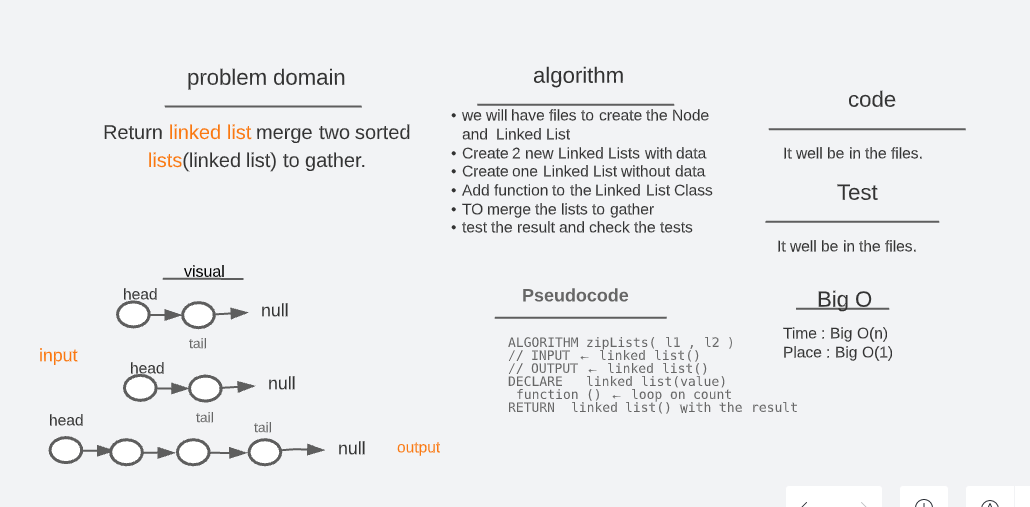 problem domain
Return linked list merge two sorted
lists(linked list) to gather.
algorithm
• we will have files to create the Node
and Linked List
• Create 2 new Linked Lists with data
• Create one Linked List without data
• Add function to the Linked List Class
• TO merge the lists to gather
• test the result and check the tests
code
It well be in the files.
Test
It well be in the files.
visual
head
null
tail
input
head
null
tail
head
tail
null
output
Pseudocode
ALGORITHM zipLists( l1 , l2 )
// INPUT ← linked list()
// OUTPUT ← linked list()
DECLARE linked list(value)
function () ← loop on count
RETURN linked list() with the result
Big O
Time : Big O(n)
Place : Big O(1)